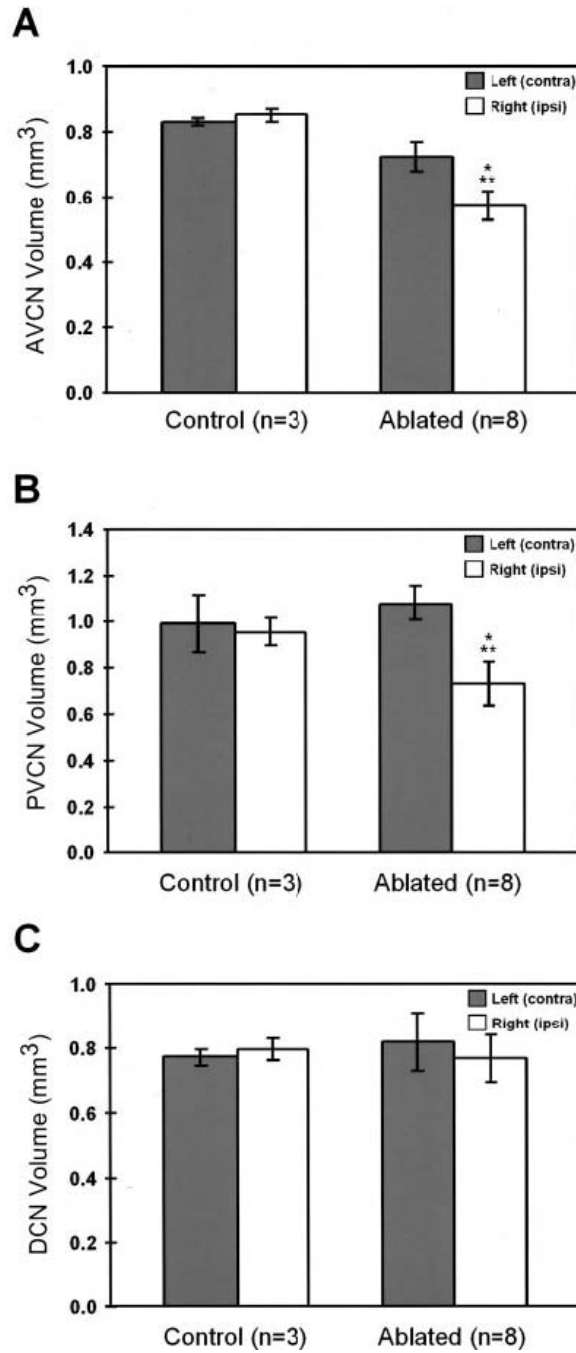 A
1.0
0.8
0.6
0.4
0.2
0.0
AVCN Volume (mm³)
Left (contra)
Right (ipsi)
*
**
Control (n=3) Ablated (n=8)
B
1.4
1.2
1.0
0.8
0.6
0.4
0.2
0.0
PVCN Volume (mm³)
Left (contra)
Right (ipsi)
*
**
Control (n=3) Ablated (n=8)
C
1.0
0.8
0.6
0.4
0.2
0.0
DCN Volume (mm³)
Left (contra)
Right (ipsi)
Control (n=3) Ablated (n=8)